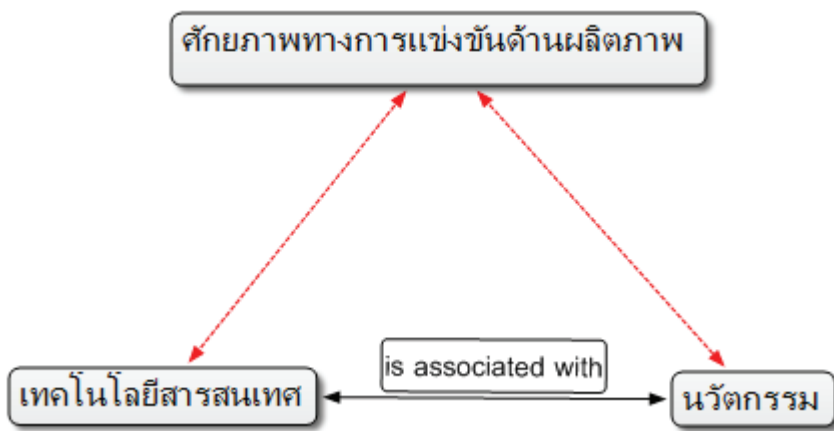 ศักยภาพทางการแข่งขันด้านผลิตภาพ
is associated with
เทคโนโลยีสารสนเทศ
นวัตกรรม